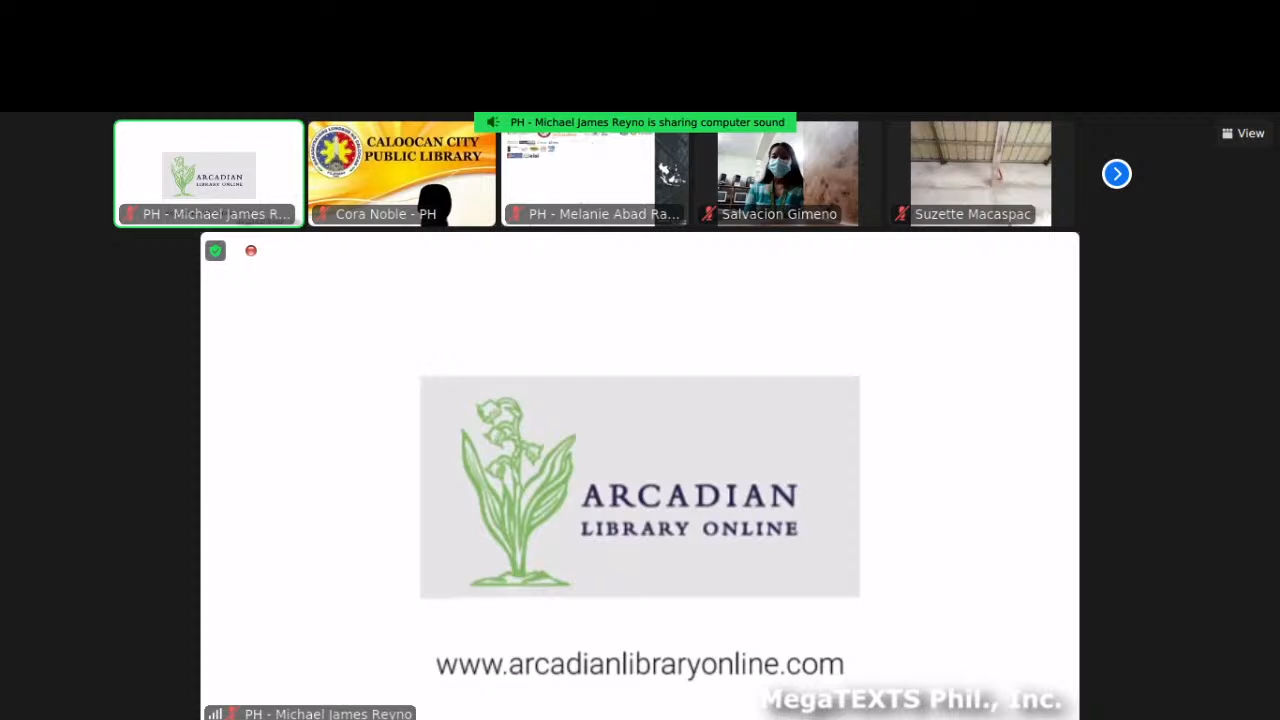 PH - Michael James Reyno is sharing computer sound
View
ARCADIAN
LIBRARY ONLINE
PH - Michael James R...
CALOOCAN CITY
PUBLIC LIBRARY
Cora Noble - PH
PH - Melanie Abad Ra...
Salvacion Gimeno
Suzette Macaspac
ARCADIAN
LIBRARY ONLINE
www.arcadianlibraryonline.com
MegaTEXTS Phil., Inc.
PH - Michael James Reyno